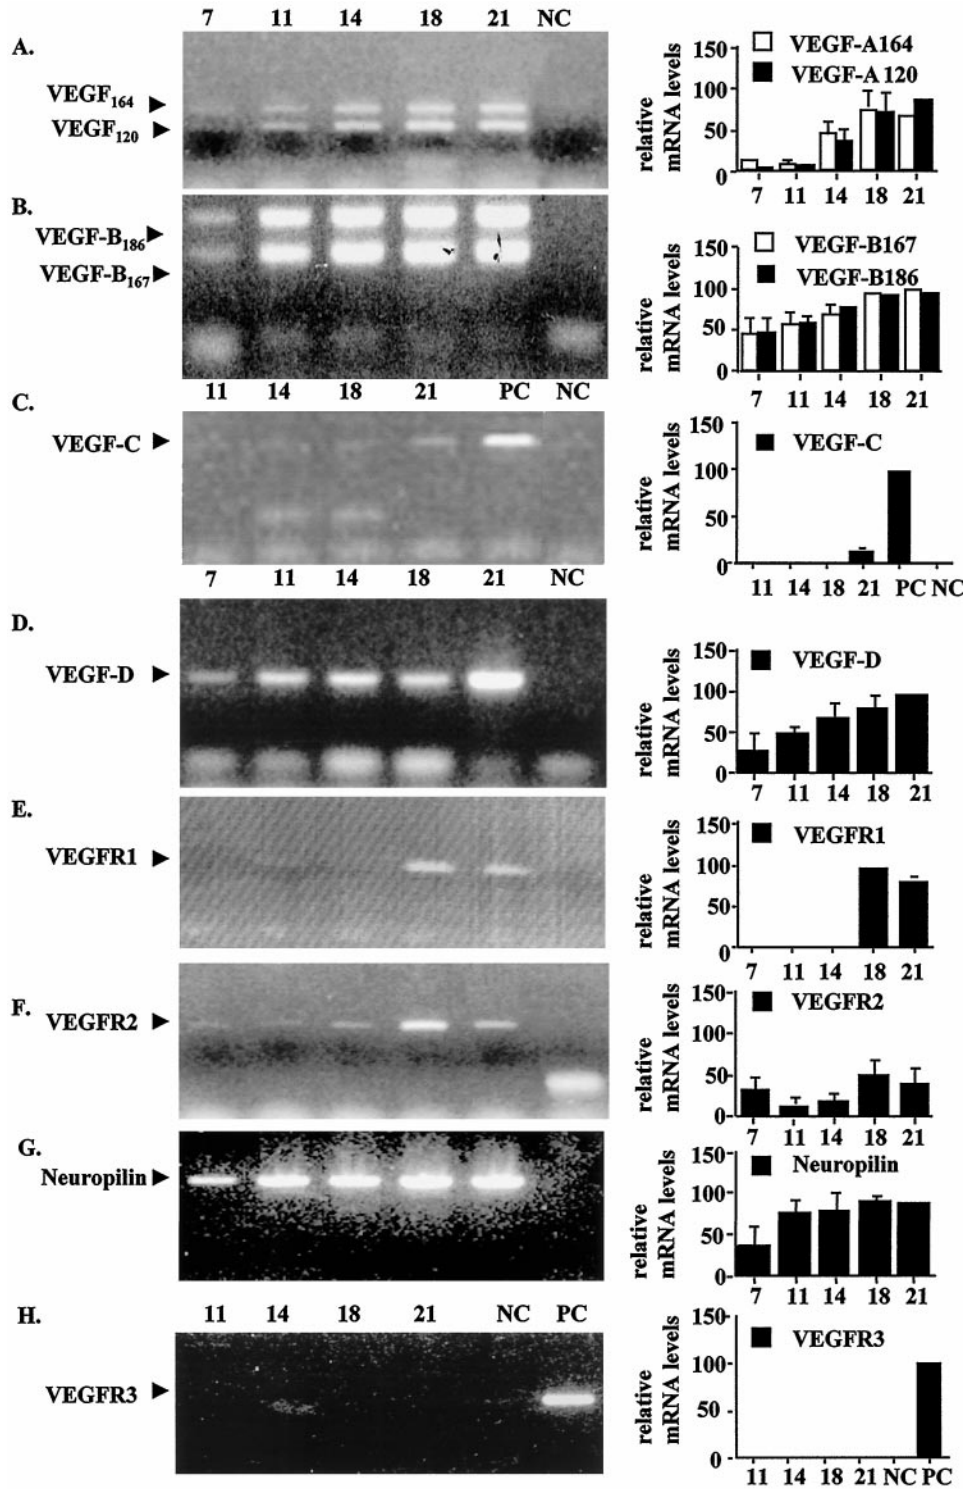 7 11 14 18 21 NC
A.
VEGF164
VEGF120
relative
mRNA levels
150
100
50
0
VEGF-A164
VEGF-A120
7 11 14 18 21
B.
VEGF-B186
VEGF-B167
relative
mRNA levels
150
100
50
0
VEGF-B167
VEGF-B186
7 11 14 18 21
11 14 18 21 PC NC
C.
VEGF-C
relative
mRNA levels
150
100
50
0
VEGF-C
11 14 18 21 PC NC
7 11 14 18 21 NC
D.
VEGF-D
relative
mRNA levels
150
100
50
0
VEGF-D
7 11 14 18 21
E.
VEGFR1
relative
mRNA levels
150
100
50
VEGFR1
7 11 14 18 21
F.
VEGFR2
relative
mRNA levels
150
100
50
0
VEGFR2
7 11 14 18 21
G.
Neuropilin
relative
mRNA levels
150
100
50
0
Neuropilin
7 11 14 18 21
11 14 18 21 NC PC
H.
VEGFR3
relative
mRNA levels
150
100
50
0
VEGFR3
11 14 18 21 NC PC